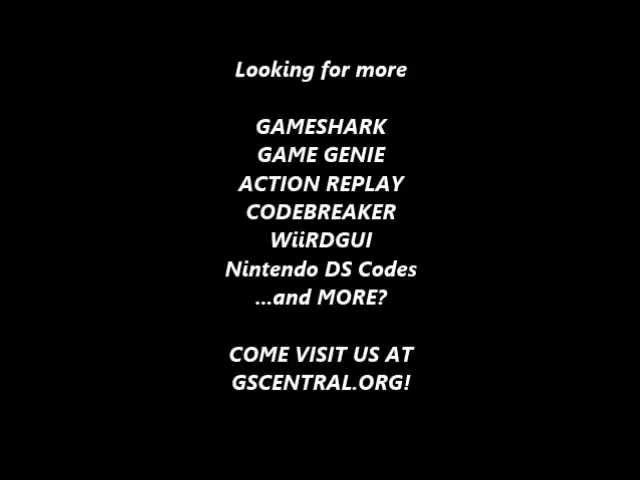 Looking for more
GAMESHARK
GAME GENIE
ACTION REPLAY
CODEBREAKER
WiiRDGUI
Nintendo DS Codes
...and MORE?
COME VISIT US AT
GSCENTRAL.ORG!